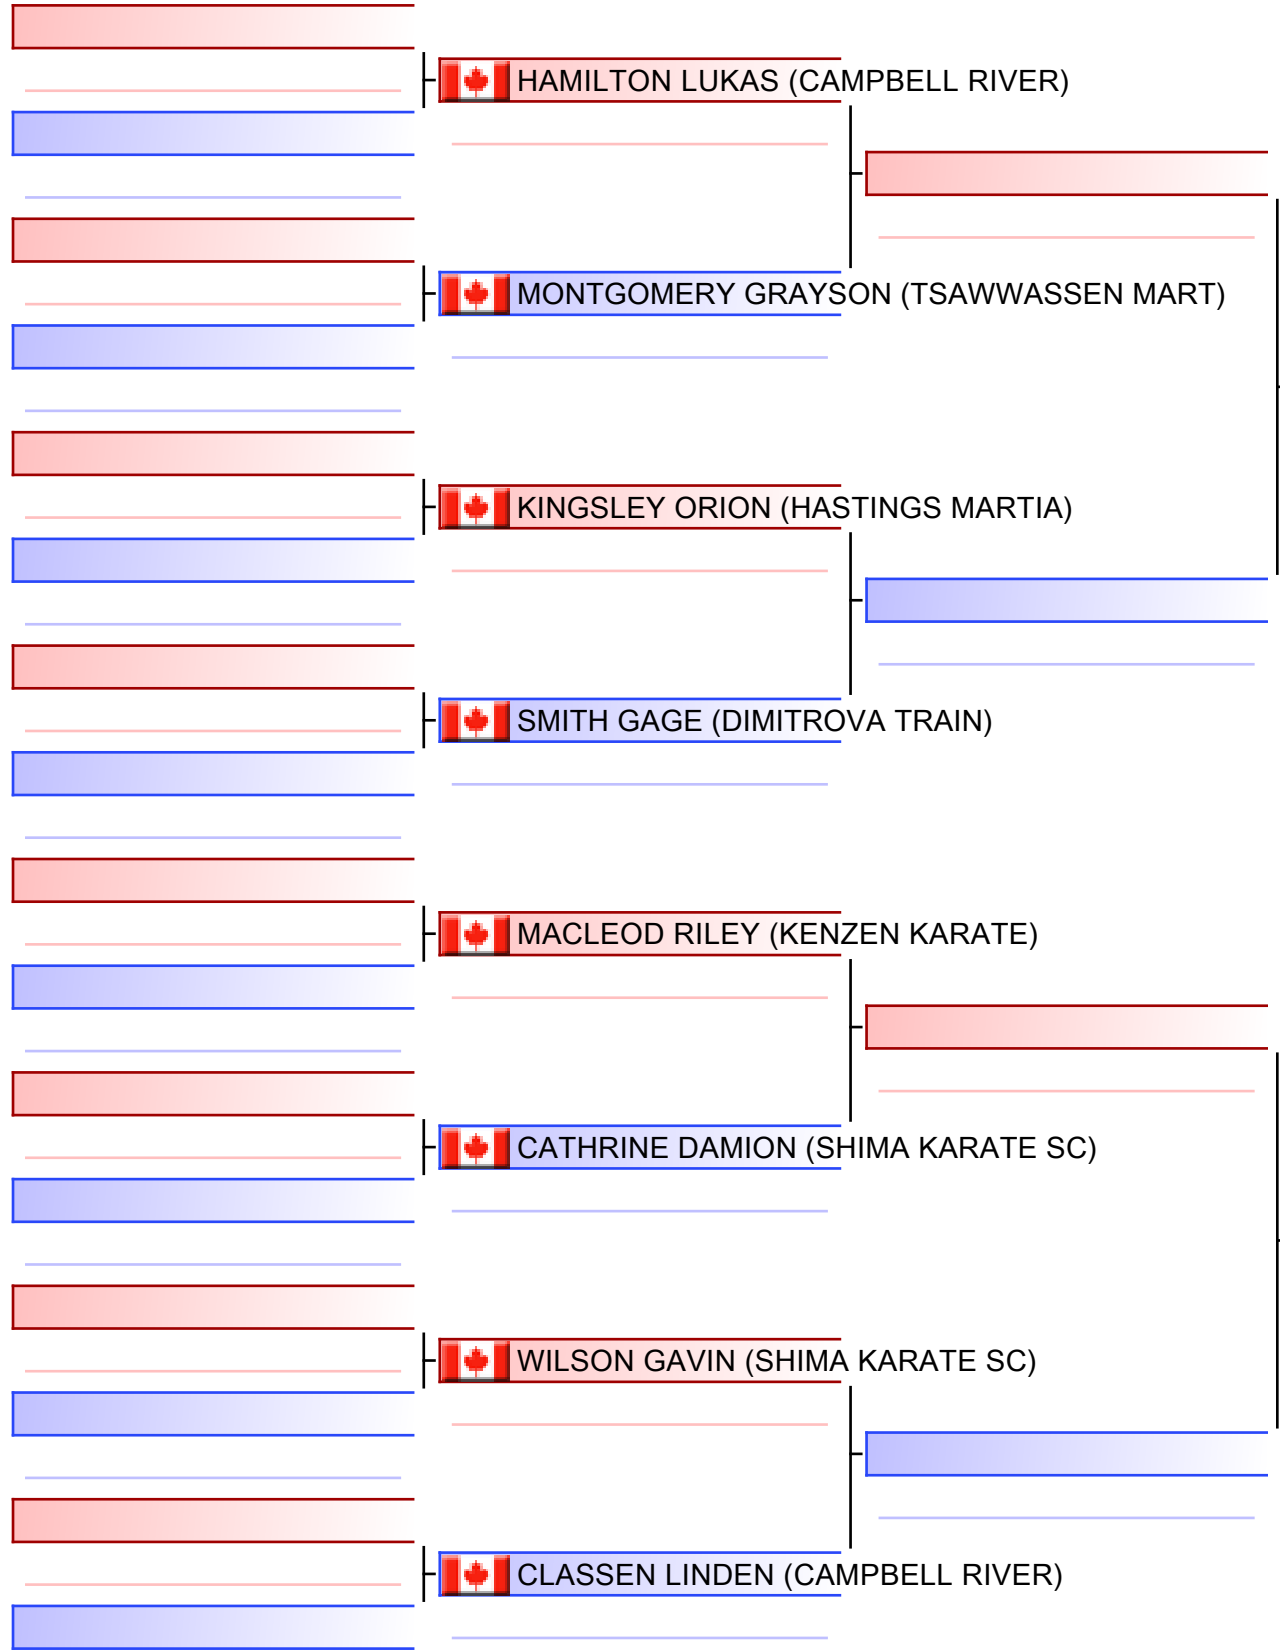 HAMILTON LUKAS (CAMPBELL RIVER)
MONTGOMERY GRAYSON (TSAWWASSEN MART)
KINGSLEY ORION (HASTINGS MARTIA)
SMITH GAGE (DIMITROVA TRAIN)
MACLEOD RILEY (KENZEN KARATE)
CATHRINE DAMION (SHIMA KARATE SC)
WILSON GAVIN (SHIMA KARATE SC)
CLASSEN LINDEN (CAMPBELL RIVER)